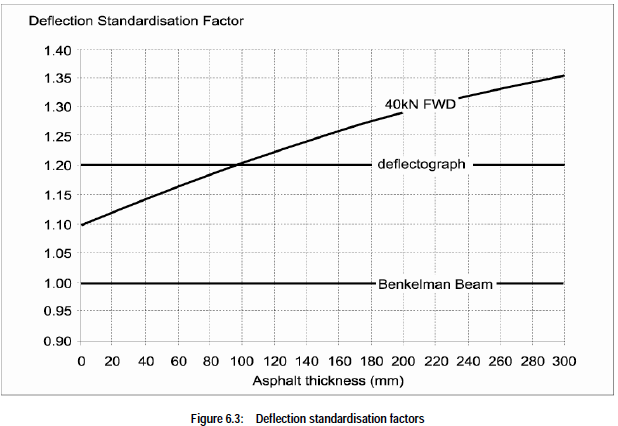 Deflection Standardisation Factor
1.40
1.35
1.30
40kN FWD
1.25
1.20
deflectograph
1.15
1.10
1.05
1.00
Benkelman Beam
0.95
0.90
0 20 40 60 80 100 120 140 160 180 200 220 240 260 280 300
Asphalt thickness (mm)
Figure 6.3: Deflection standardisation factors